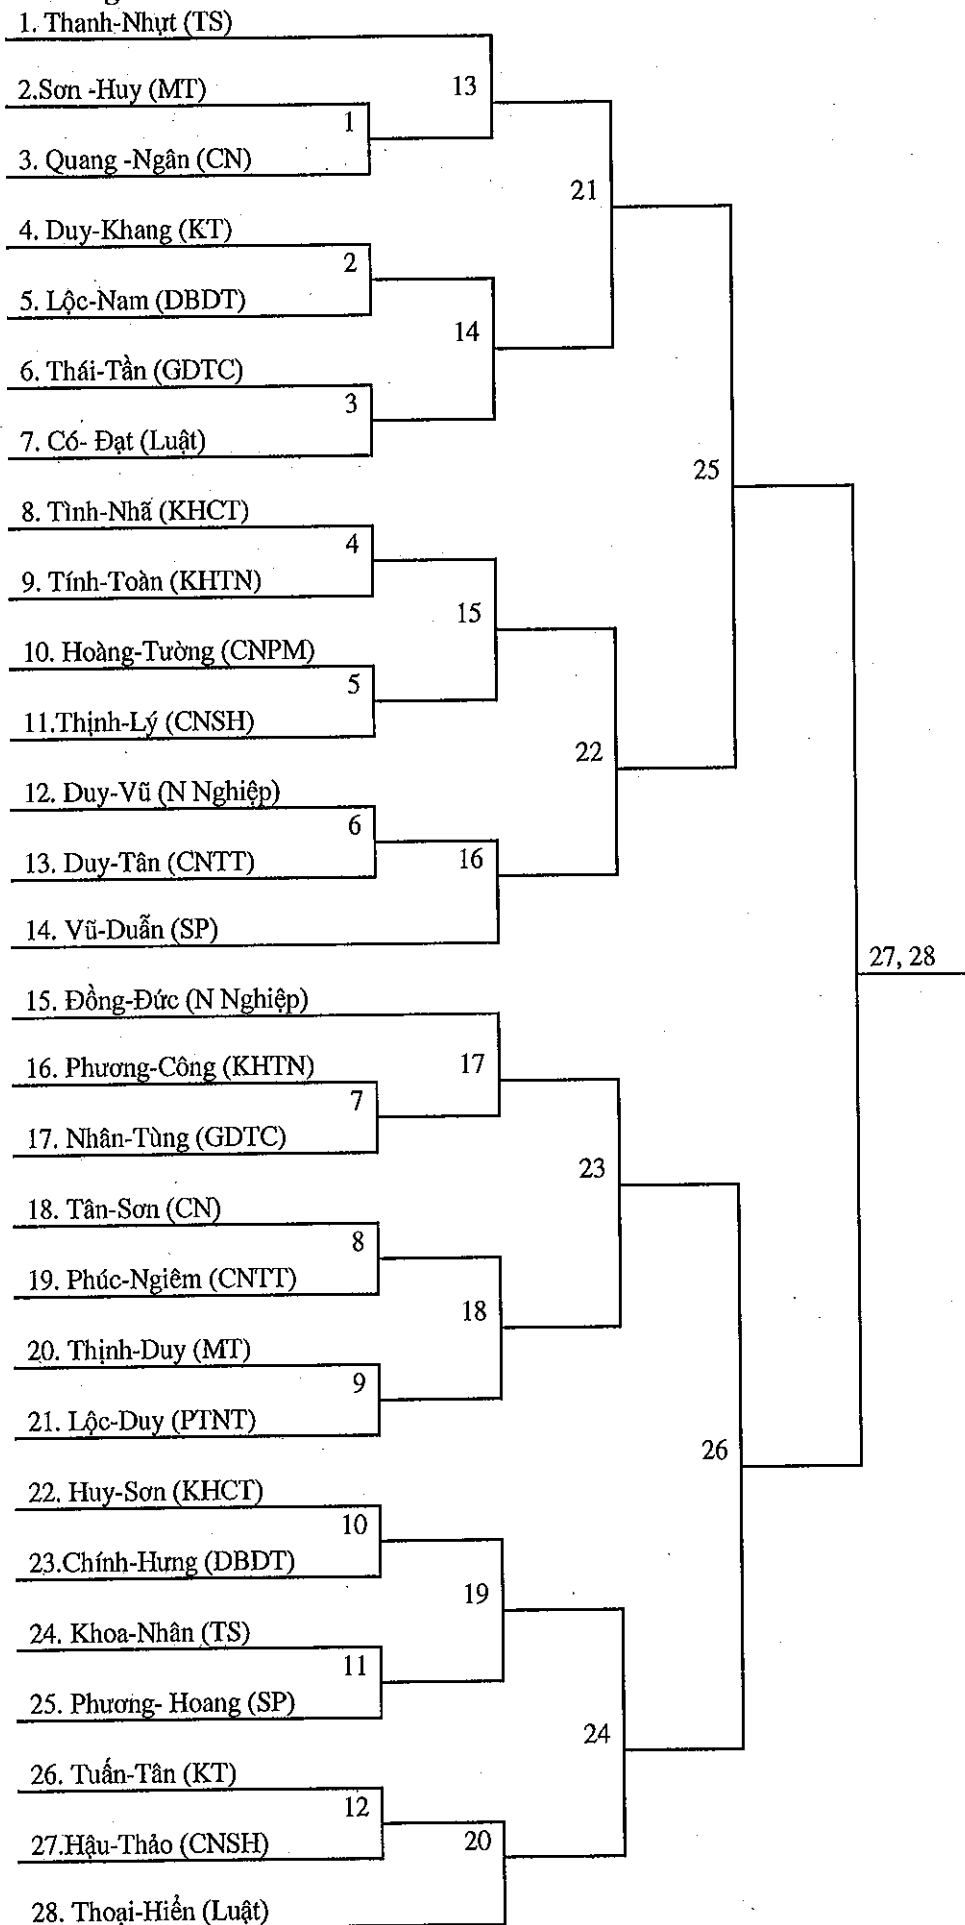 1. Thanh-Nhựt (TS)
2.Sơn -Huy (MT)
13
1
3. Quang -Ngân (CN)
21
4. Duy-Khang (KT)
2
5. Lộc-Nam (DBDT)
14
6. Thái-Tần (GDTC)
3
7. Có- Đạt (Luật)
25
8. Tình-Nhã (KHCT)
4
9. Tính-Toàn (KHTN)
15
10. Hoàng-Tường (CNPM)
5
11.Thịnh-Lý (CNSH)
22
12. Duy-Vũ (N Nghiệp)
6
13. Duy-Tân (CNTT)
16
14. Vũ-Duẫn (SP)
27, 28
15. Đồng-Đức (N Nghiệp)
16. Phương-Công (KHTN)
17
7
17. Nhân-Tùng (GDTC)
23
18. Tân-Sơn (CN)
8
19. Phúc-Ngiêm (CNTT)
18
20. Thịnh-Duy (MT)
9
21. Lộc-Duy (PTNT)
26
22. Huy-Sơn (KHCT)
10
23.Chính-Hưng (DBDT)
19
24. Khoa-Nhân (TS)
11
25. Phương- Hoang (SP)
24
26. Tuấn-Tân (KT)
12
27.Hậu-Thảo (CNSH)
20
28. Thoại-Hiển (Luật)